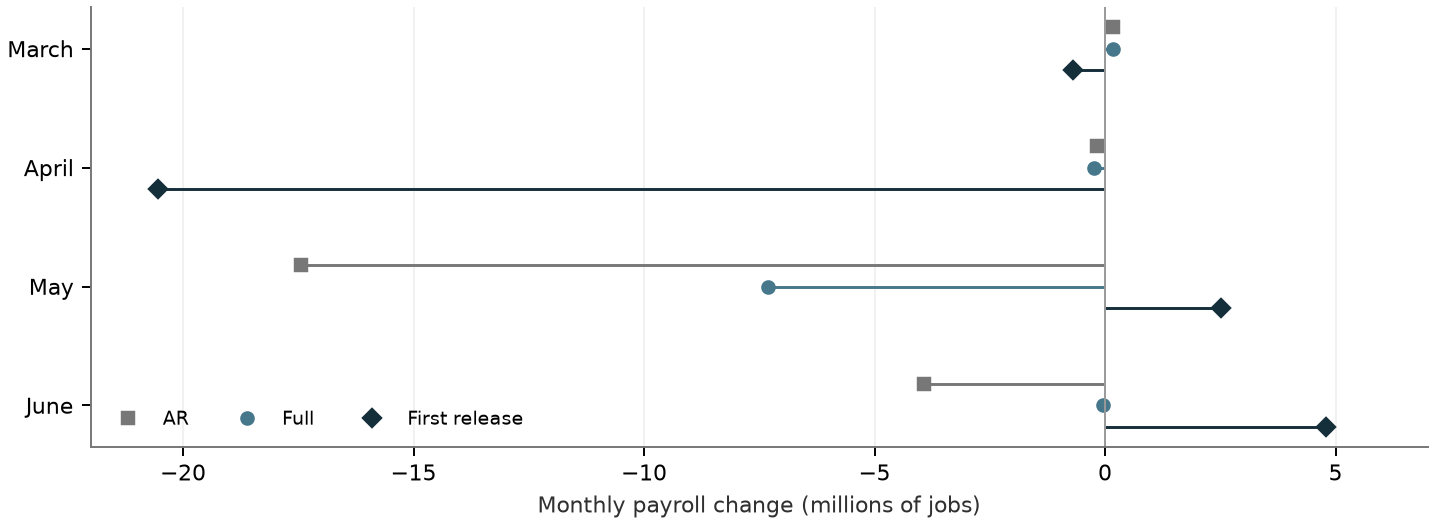 March
April
May
June
AR Full First release
−20 −15 −10 −5 0 5
Monthly payroll change (millions of jobs)